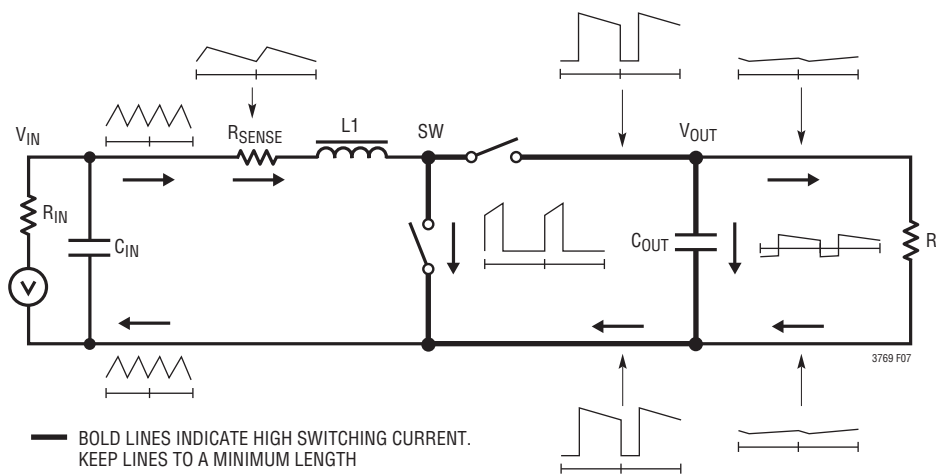 V_IN
R_SENSE
L1
SW
V_OUT
R_IN
C_IN
V
C_OUT
R
3769 F07
BOLD LINES INDICATE HIGH SWITCHING CURRENT.
KEEP LINES TO A MINIMUM LENGTH